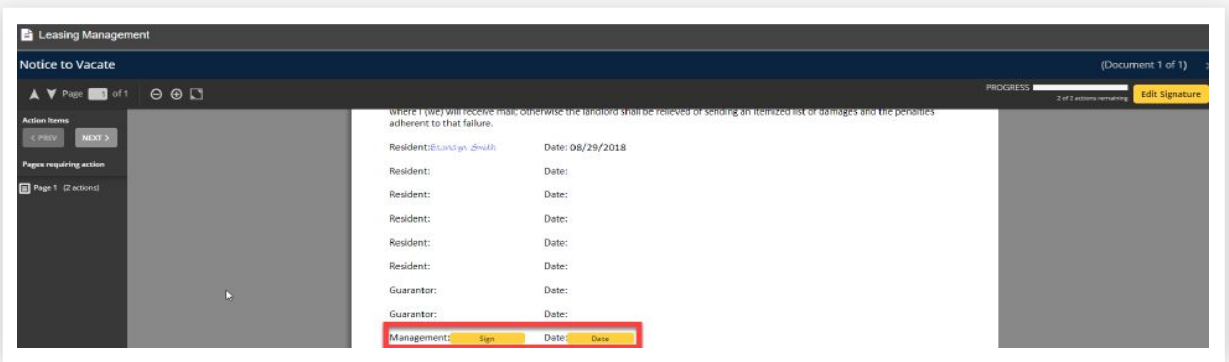 Leasing Management
Notice to Vacate
(Document 1 of 1)
Page 1 of 1
PROGRESS
2 of 2 actions remaining
Edit Signature
Action Items
< PREV
NEXT >
Pages requiring action
Page 1 (2 actions)
where I (we) will receive mail; otherwise the landlord shall be relieved of sending an itemized list of damages and the penalties
adherent to that failure.
Resident: Smith Date: 08/29/2018
Resident: Date:
Resident: Date:
Resident: Date:
Resident: Date:
Resident: Date:
Guarantor: Date:
Guarantor: Date:
Management: Sign Date: Date